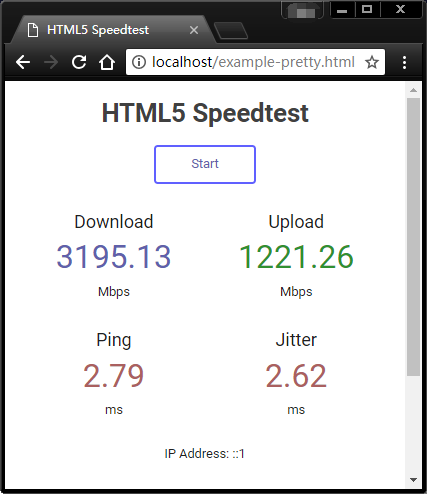 HTML5 Speedtest
localhost/example-pretty.html
HTML5 Speedtest
Start
Download Upload
3195.13 1221.26
Mbps Mbps
Ping Jitter
2.79 2.62
ms ms
IP Address: ::1